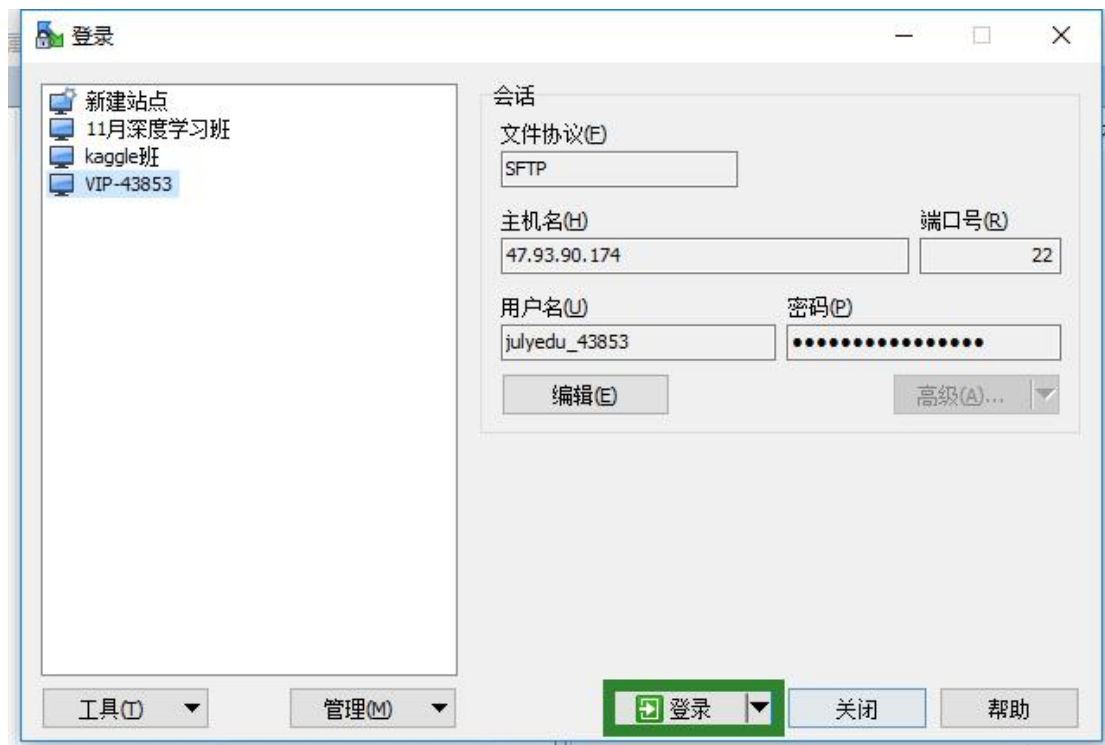 登录
新建站点
11月深度学习班
kaggle班
VIP-43853
会话
文件协议(F)
SFTP
主机名(H)
端口号(R)
47.93.90.174
22
用户名(U)
密码(P)
julyedu_43853
••••••••••••••••
编辑(E)
高级(A)...
工具(T)
管理(M)
登录
关闭
帮助